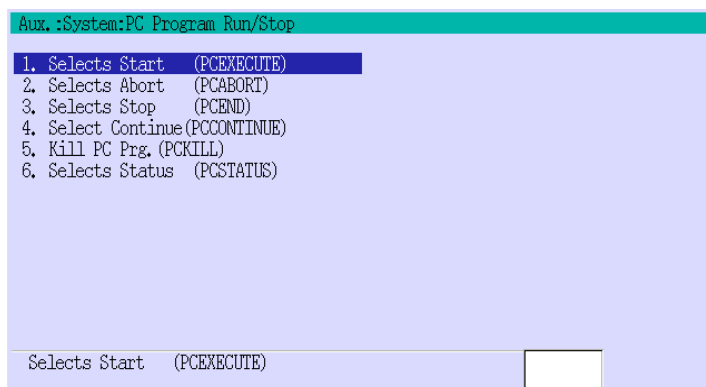 Aux.:System:PC Program Run/Stop
1. Selects Start (PCEXECUTE)
2. Selects Abort (PCABORT)
3. Selects Stop (PCEND)
4. Select Continue(PCCONTINUE)
5. Kill PC Prg.(PCKILL)
6. Selects Status (PCSTATUS)
Selects Start (PCEXECUTE)